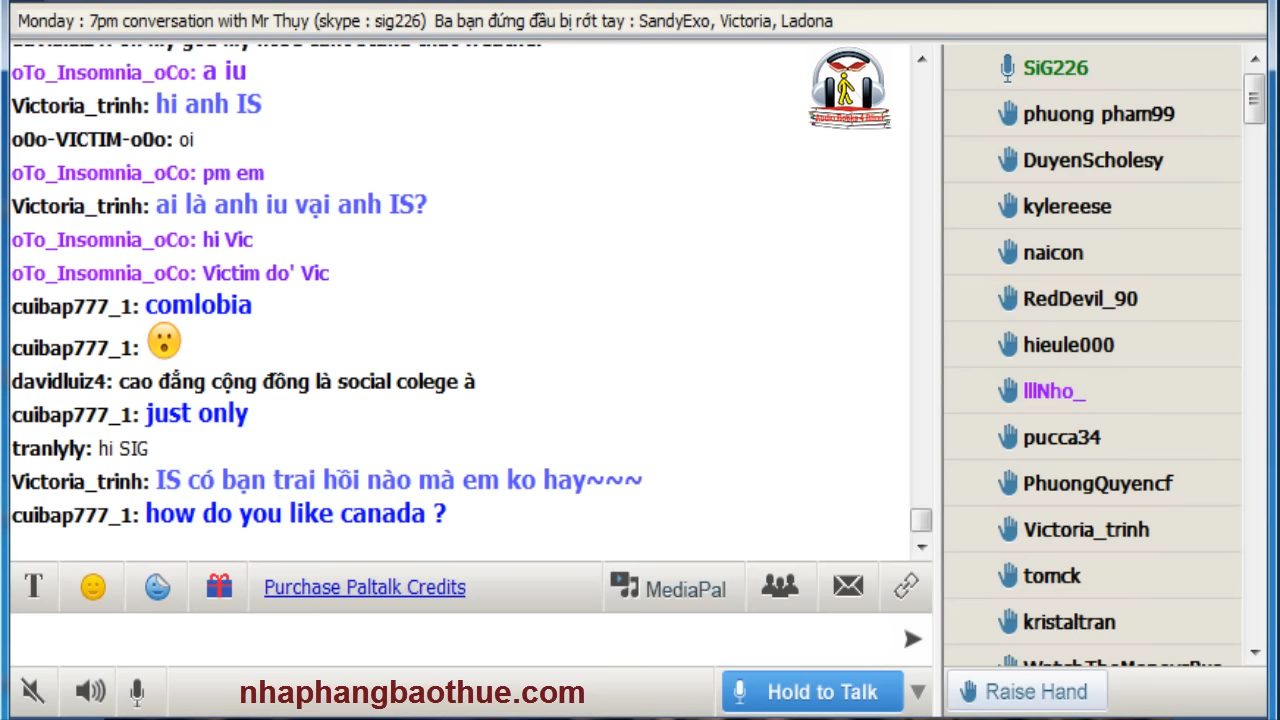 Monday : 7pm conversation with Mr Thụy (skype : sig226) Ba bạn đứng đầu bị rớt tay : SandyExo, Victoria, Ladona
oTo_Insomnia_oCo: a iu
Victoria_trinh: hi anh IS
o0o-VICTIM-o0o: oi
oTo_Insomnia_oCo: pm em
Victoria_trinh: ai là anh iu vại anh IS?
oTo_Insomnia_oCo: hi Vic
oTo_Insomnia_oCo: Victim do' Vic
cuibap777_1: comlobia
cuibap777_1:
davidluiz4: cao đẳng cộng đồng là social colege à
cuibap777_1: just only
tranlyly: hi SIG
Victoria_trinh: IS có bạn trai hồi nào mà em ko hay~~~
cuibap777_1: how do you like canada ?
SiG226
phuong pham99
DuyenScholesy
kylereese
naicon
RedDevil_90
hieule000
lllNho_
pucca34
PhuongQuyencf
Victoria_trinh
tomck
kristaltran
Purchase Paltalk Credits
MediaPal
nhaphangbaothue.com
Hold to Talk
Raise Hand